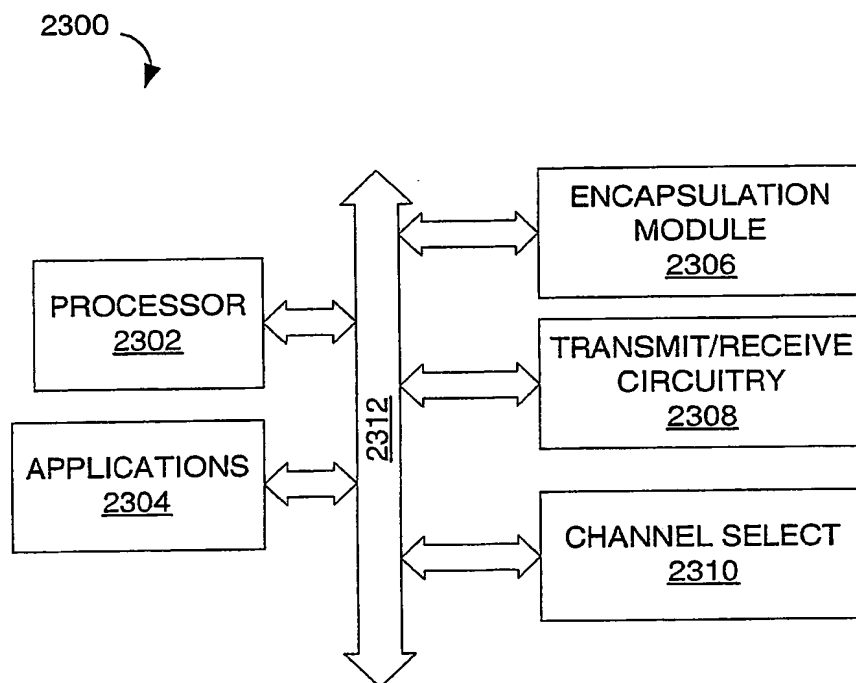 2300
PROCESSOR
2302
APPLICATIONS
2304
2312
ENCAPSULATION
MODULE
2306
TRANSMIT/RECEIVE
CIRCUITRY
2308
CHANNEL SELECT
2310